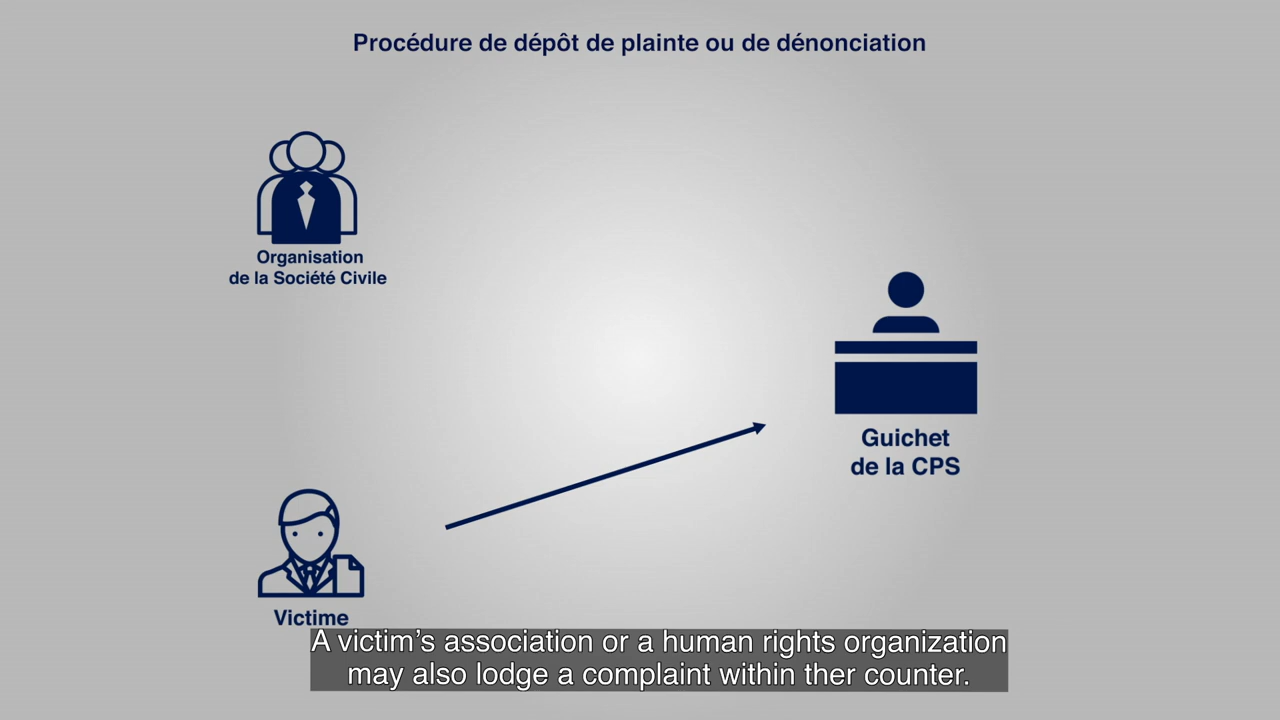 Procédure de dépôt de plainte ou de dénonciation
Organisation
de la Société Civile
Guichet
de la CPS
Victime
A victim’s association or a human rights organization
may also lodge a complaint within ther counter.